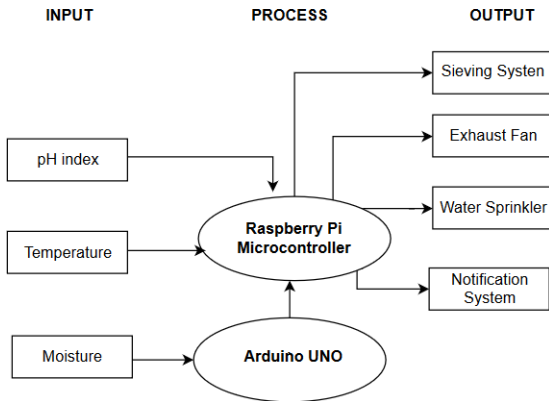 INPUT
PROCESS
OUTPUT
Sieving Systen
Exhaust Fan
pH index
Water Sprinkler
Raspberry Pi
Microcontroller
Temperature
Notification
System
Moisture
Arduino UNO